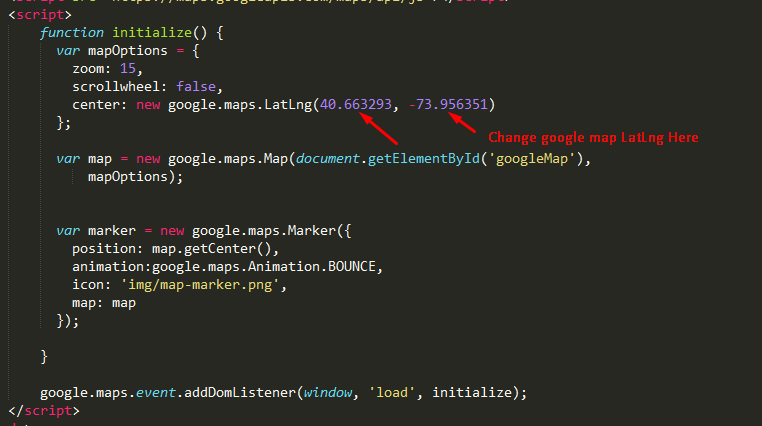 <script>
function initialize() {
var mapOptions = {
zoom: 15,
scrollwheel: false,
center: new google.maps.LatLng(40.663293, -73.956351)
};
Change google map LatLng Here
var map = new google.maps.Map(document.getElementById('googleMap'),
mapOptions);
var marker = new google.maps.Marker({
position: map.getCenter(),
animation:google.maps.Animation.BOUNCE,
icon: 'img/map-marker.png',
map: map
});
}
google.maps.event.addDomListener(window, 'load', initialize);
</script>